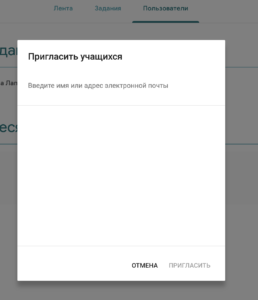 Лента Задания Пользователи
Пригласить учащихся
Введите имя или адрес электронной почты
ОТМЕНА ПРИГЛАСИТЬ